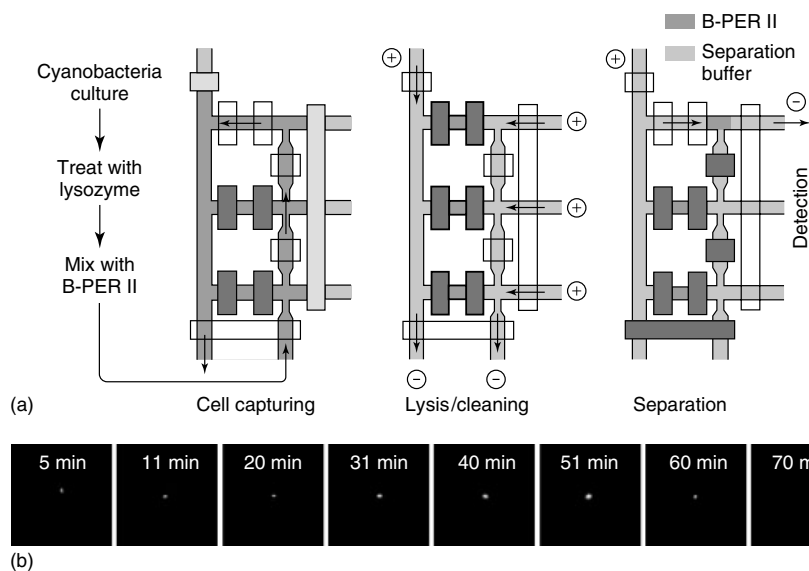 B-PER II
Separation
buffer
Cyanobacteria
culture
Treat with
lysozyme
Mix with
B-PER II
+
+
+
+
+
−
−
−
Detection
(a)
Cell capturing
Lysis/cleaning
Separation
5 min
11 min
20 min
31 min
40 min
51 min
60 min
70 m
(b)